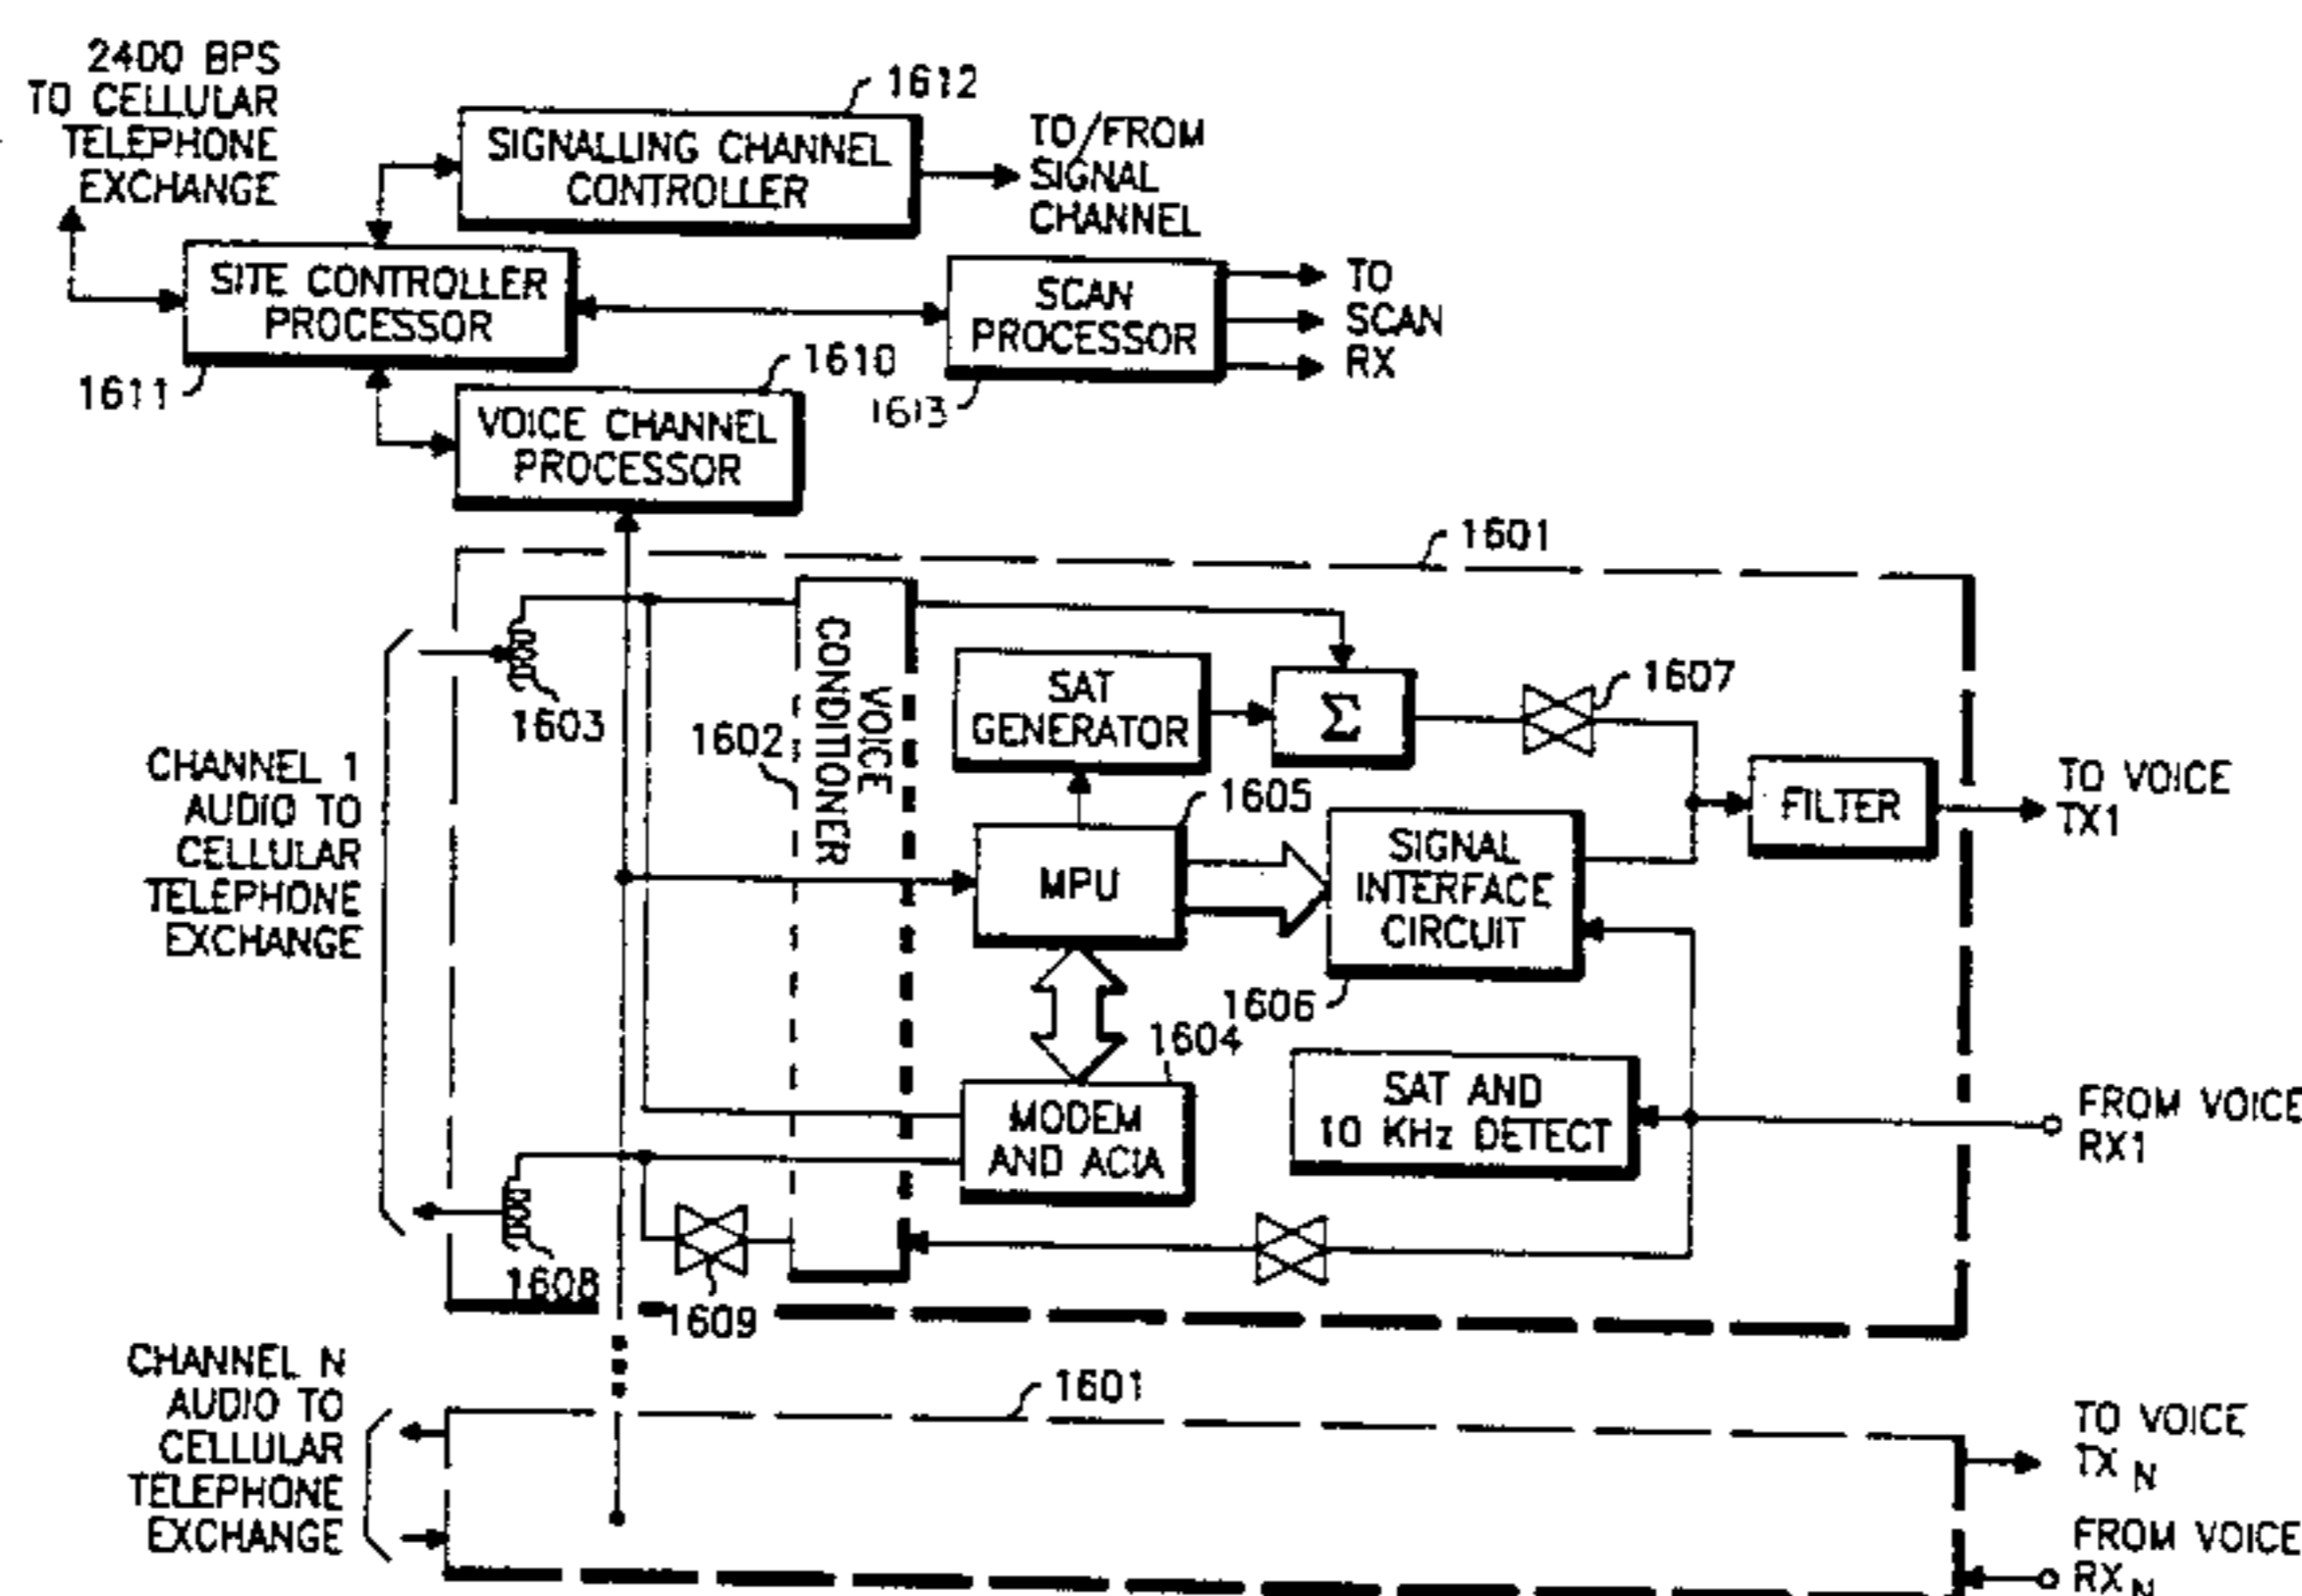 2400 BPS
TO CELLULAR
TELEPHONE
EXCHANGE
1612
SIGNALLING CHANNEL
CONTROLLER
TO/FROM
SIGNAL
CHANNEL
SITE CONTROLLER
PROCESSOR
1611
SCAN
PROCESSOR
1613
TO
SCAN
RX
1610
VOICE CHANNEL
PROCESSOR
1601
1603
1602
VOICE
CONDITIONER
SAT
GENERATOR
Σ
1607
CHANNEL 1
AUDIO TO
CELLULAR
TELEPHONE
EXCHANGE
1605
MPU
SIGNAL
INTERFACE
CIRCUIT
1606
FILTER
TO VOICE
TX1
1604
MODEM
AND ACIA
SAT AND
10 KHz DETECT
FROM VOICE
RX1
1608
1609
CHANNEL N
AUDIO TO
CELLULAR
TELEPHONE
EXCHANGE
1601
TO VOICE
TX N
FROM VOICE
RX N